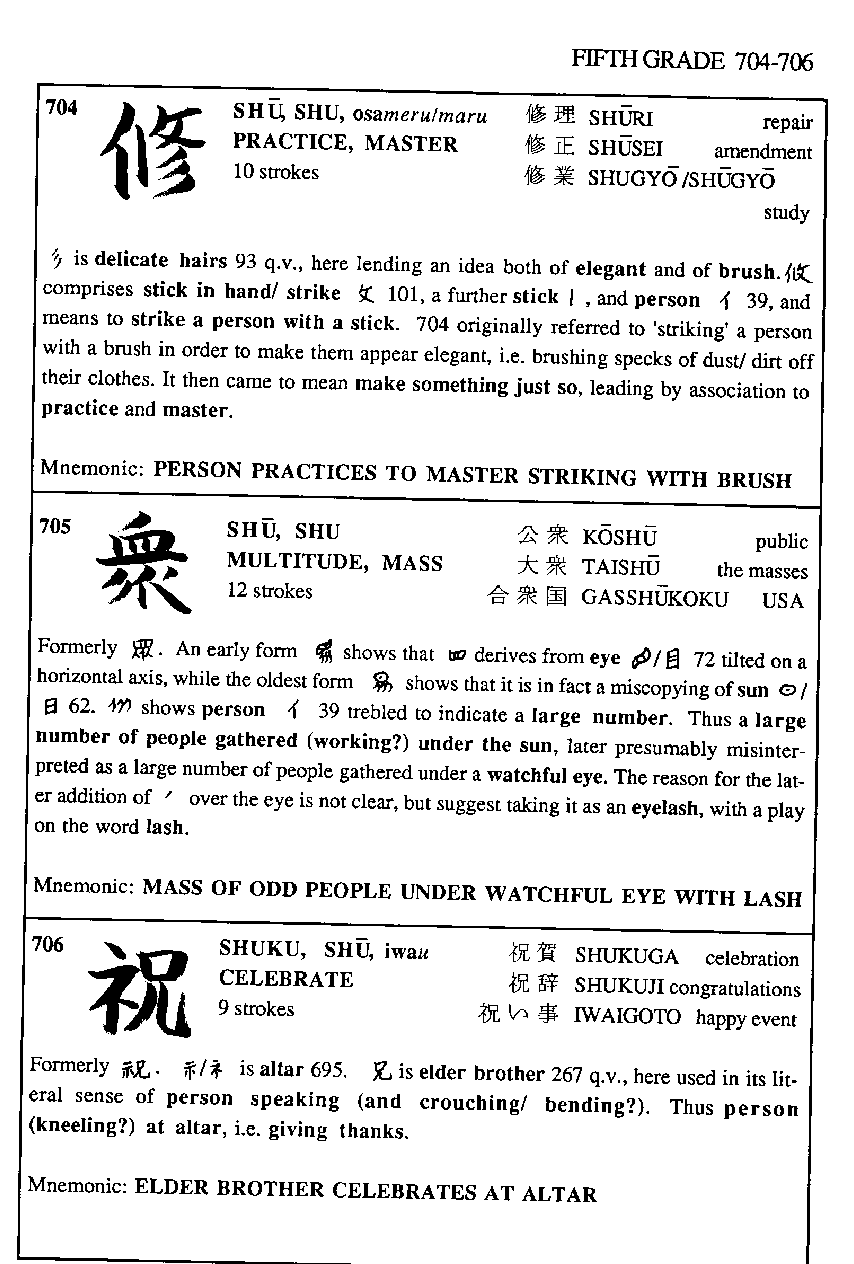 FIFTH GRADE 704-706
704 修 SHŪ, SHU, osameru/maru 修理 SHŪRI repair
PRACTICE, MASTER 修正 SHŪSEI amendment
10 strokes 修業 SHUGYŌ/SHŪGYŌ
study
彡 is delicate hairs 93 q.v., here lending an idea both of elegant and of brush. 攸
comprises stick in hand/ strike 攵 101, a further stick丨, and person 亻 39, and
means to strike a person with a stick. 704 originally referred to 'striking' a person
with a brush in order to make them appear elegant, i.e. brushing specks of dust/ dirt off
their clothes. It then came to mean make something just so, leading by association to
practice and master.
Mnemonic: PERSON PRACTICES TO MASTER STRIKING WITH BRUSH
705 衆 SHŪ, SHU 公衆 KŌSHŪ public
MULTITUDE, MASS 大衆 TAISHŪ the masses
12 strokes 合衆国 GASSHŪKOKU USA
Formerly 眾. An early form shows that 罒 derives from eye /目 72 tilted on a
horizontal axis, while the oldest form shows that it is in fact a miscopying of sun /
日 62. shows person 亻 39 trebled to indicate a large number. Thus a large
number of people gathered (working?) under the sun, later presumably misinter-
preted as a large number of people gathered under a watchful eye. The reason for the lat-
er addition of ノ over the eye is not clear, but suggest taking it as an eyelash, with a play
on the word lash.
Mnemonic: MASS OF ODD PEOPLE UNDER WATCHFUL EYE WITH LASH
706 祝 SHUKU, SHŪ, iwau 祝賀 SHUKUGA celebration
CELEBRATE 祝辞 SHUKUJI congratulations
9 strokes 祝い事 IWAIGOTO happy event
Formerly 祝. 示/ネ is altar 695. 兄 is elder brother 267 q.v., here used in its lit-
eral sense of person speaking (and crouching/ bending?). Thus person
(kneeling?) at altar, i.e. giving thanks.
Mnemonic: ELDER BROTHER CELEBRATES AT ALTAR